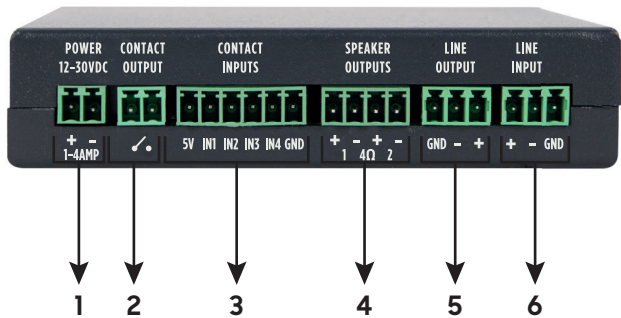 POWER
12–30VDC
CONTACT
OUTPUT
CONTACT
INPUTS
SPEAKER
OUTPUTS
LINE
OUTPUT
LINE
INPUT
+ –
1–4AMP
5V IN1 IN2 IN3 IN4 GND
+ – + –
1 4Ω 2
GND – +
+ – GND
1 2 3 4 5 6